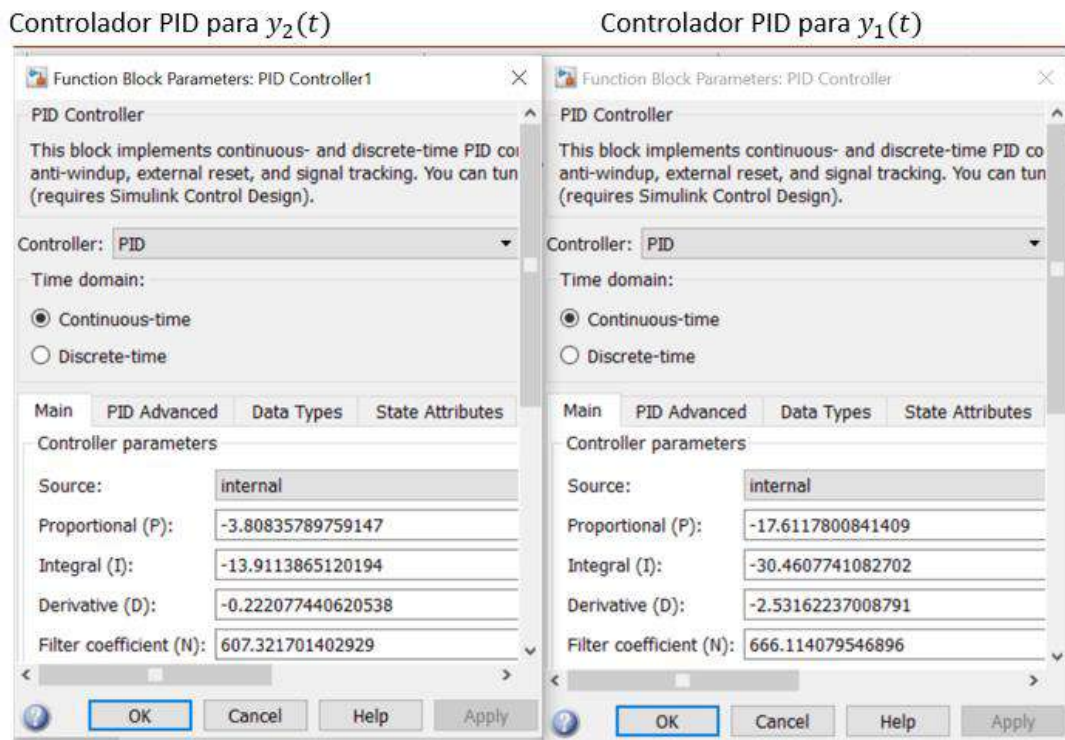 Controlador PID para y₂(t)
Function Block Parameters: PID Controller1
PID Controller
This block implements continuous- and discrete-time PID co
anti-windup, external reset, and signal tracking. You can tun
(requires Simulink Control Design).
Controller: PID
Time domain:
Continuous-time
Discrete-time
Main PID Advanced Data Types State Attributes
Controller parameters
Source: internal
Proportional (P): -3.80835789759147
Integral (I): -13.9113865120194
Derivative (D): -0.222077440620538
Filter coefficient (N): 607.321701402929
OK Cancel Help Apply
Controlador PID para y₁(t)
Function Block Parameters: PID Controller
PID Controller
This block implements continuous- and discrete-time PID co
anti-windup, external reset, and signal tracking. You can tun
(requires Simulink Control Design).
Controller: PID
Time domain:
Continuous-time
Discrete-time
Main PID Advanced Data Types State Attributes
Controller parameters
Source: internal
Proportional (P): -17.6117800841409
Integral (I): -30.4607741082702
Derivative (D): -2.53162237008791
Filter coefficient (N): 666.114079546896
OK Cancel Help Apply